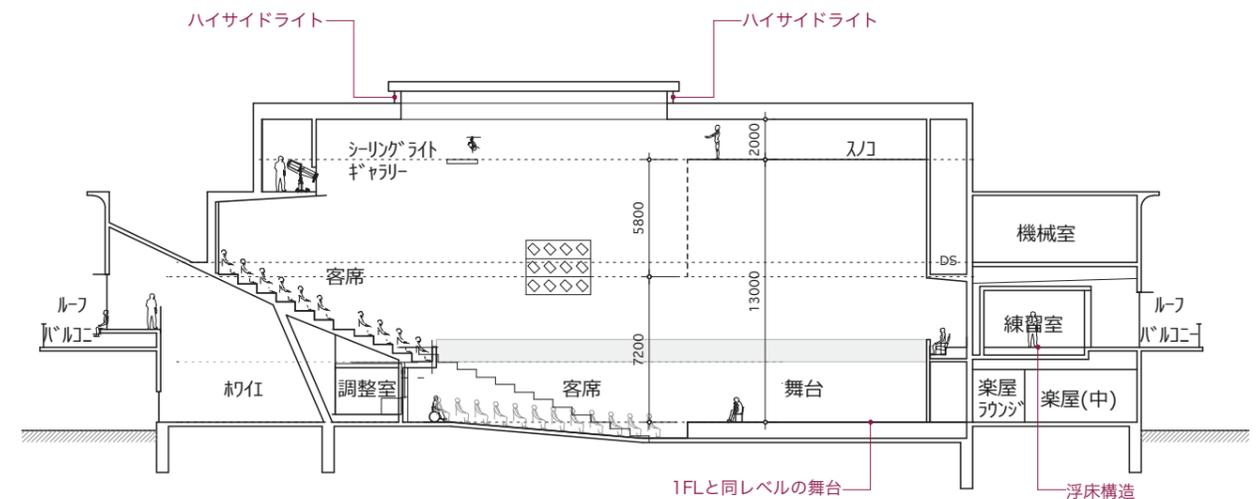 ハイサイドライト
ハイサイドライト
シーリングライト
ギャラリー
2000
スノコ
5800
機械室
DS
客席
13000
ルーフ
バルコニー
練習室
ルーフ
バルコニー
7200
ホワイエ
調整室
客席
舞台
楽屋
ラウンジ
楽屋(中)
1FLと同レベルの舞台
浮床構造